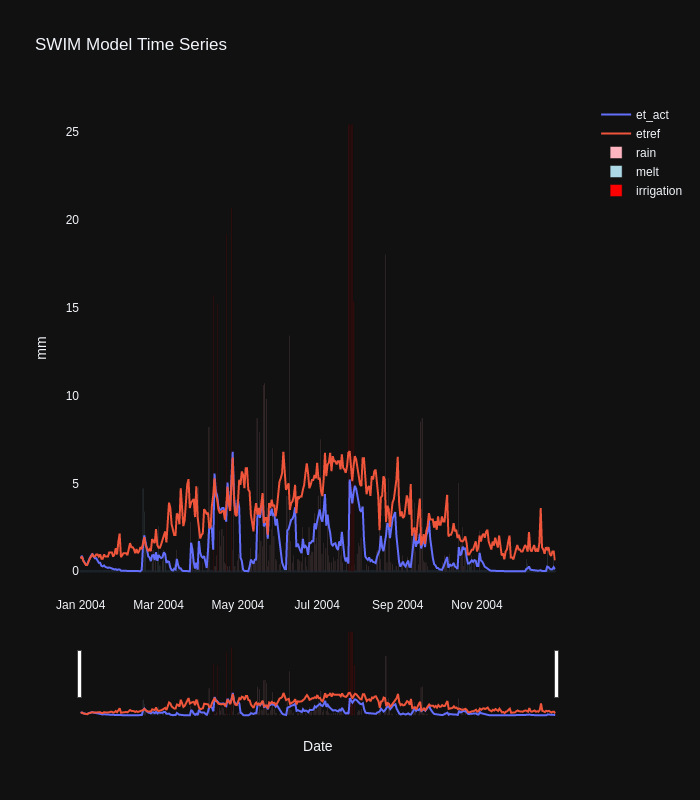 SWIM Model Time Series
et_act
etref
rain
melt
irrigation
25
20
15
10
5
0
mm
Jan 2004 Mar 2004 May 2004 Jul 2004 Sep 2004 Nov 2004
Date